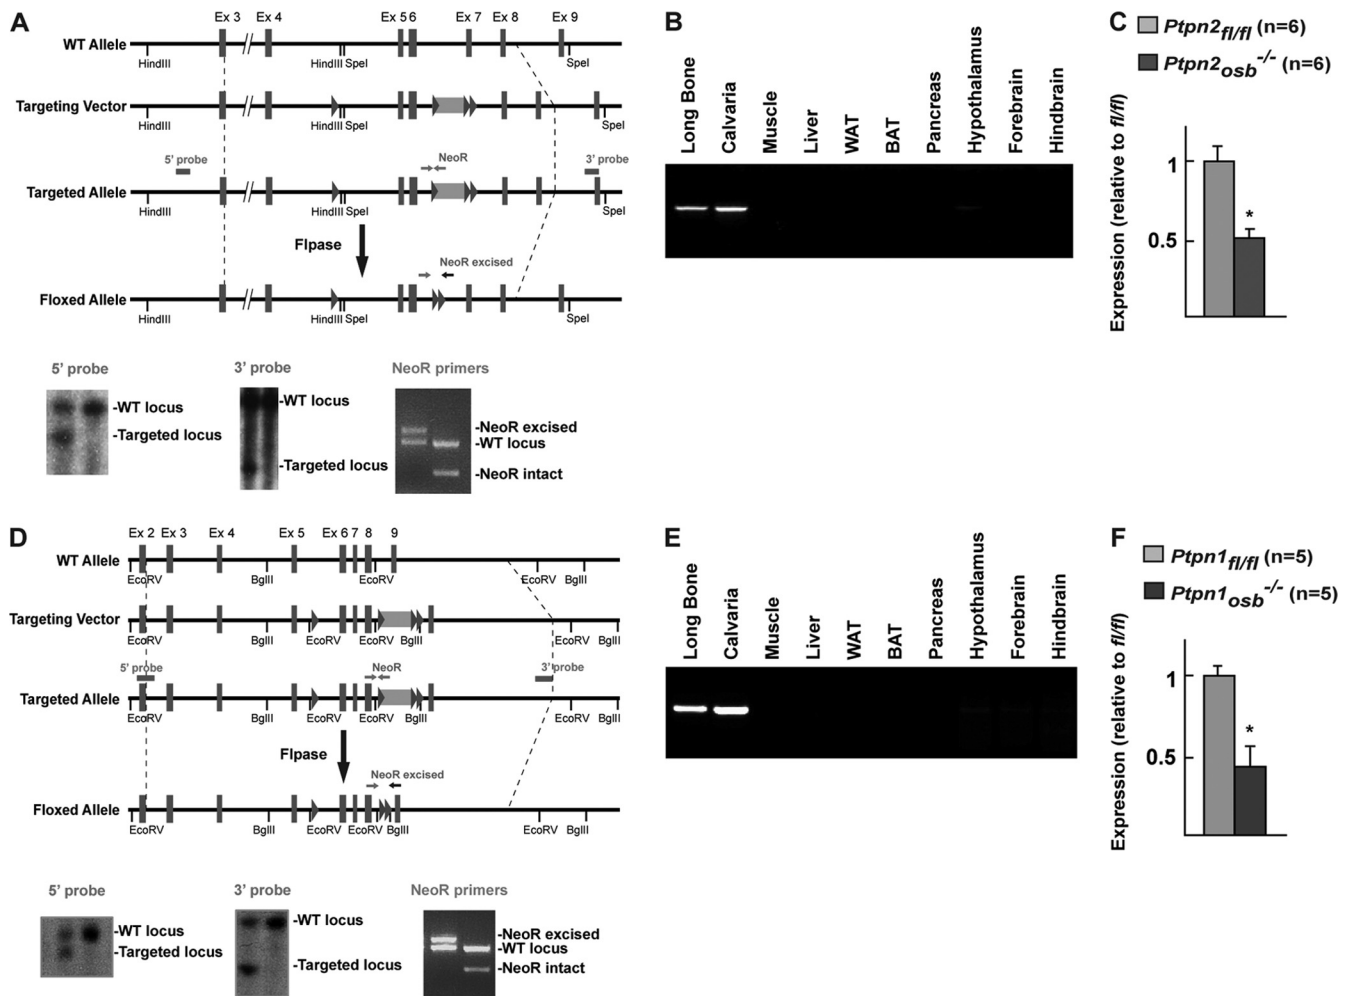 A
Ex 3 Ex 4 Ex 5 6 Ex 7 Ex 8 Ex 9
WT Allele
HindIII HindIII SpeI SpeI
Targeting Vector
HindIII HindIII SpeI SpeI
5' probe NeoR 3' probe
Targeted Allele
HindIII HindIII SpeI SpeI
Flpase
NeoR excised
Floxed Allele
HindIII HindIII SpeI SpeI
5' probe
-WT locus
-Targeted locus
3' probe
-WT locus
-Targeted locus
NeoR primers
-NeoR excised
-WT locus
-NeoR intact
B
Long Bone
Calvaria
Muscle
Liver
WAT
BAT
Pancreas
Hypothalamus
Forebrain
Hindbrain
C
Ptpn2fl/fl (n=6)
Ptpn2osb-/- (n=6)
Expression (relative to fl/fl)
1
0.5
*
D
Ex 2 Ex 3 Ex 4 Ex 5 Ex 6 7 8 9
WT Allele
EcoRV BglII EcoRV EcoRV BglII
Targeting Vector
EcoRV BglII EcoRV EcoRV BglII EcoRV BglII
5' probe NeoR 3' probe
Targeted Allele
EcoRV BglII EcoRV EcoRV BglII EcoRV BglII
Flpase
NeoR excised
Floxed Allele
EcoRV BglII EcoRV EcoRV BglII EcoRV BglII
5' probe
-WT locus
-Targeted locus
3' probe
-WT locus
-Targeted locus
NeoR primers
-NeoR excised
-WT locus
-NeoR intact
E
Long Bone
Calvaria
Muscle
Liver
WAT
BAT
Pancreas
Hypothalamus
Forebrain
Hindbrain
F
Ptpn1fl/fl (n=5)
Ptpn1osb-/- (n=5)
Expression (relative to fl/fl)
1
0.5
*